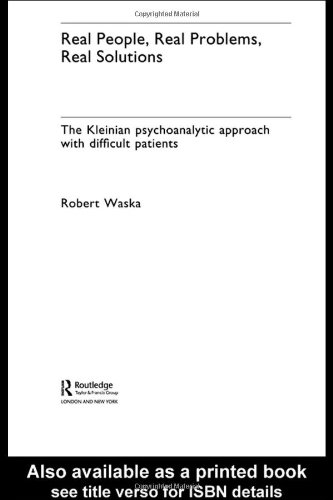 Real People, Real Problems,
Real Solutions
The Kleinian psychoanalytic approach
with difficult patients
Robert Waska
Routledge
Taylor & Francis Group
LONDON AND NEW YORK
Also available as a printed book
see title verso for ISBN details